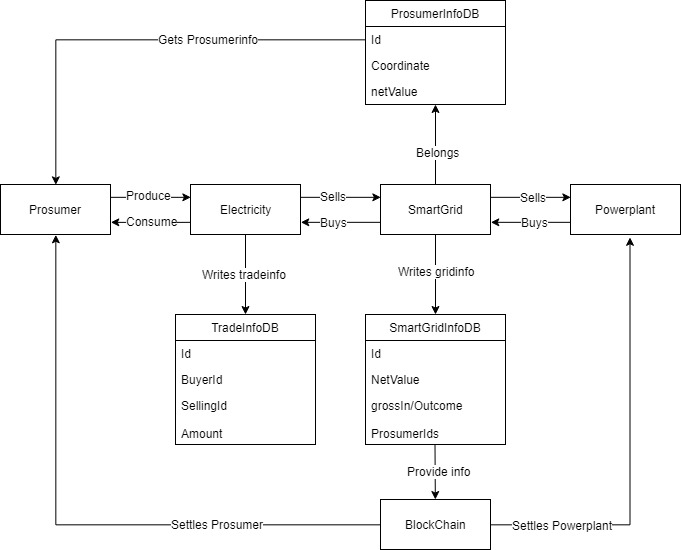 ProsumerInfoDB
Gets Prosumerinfo
Id
Coordinate
netValue
Belongs
Prosumer
Produce
Consume
Electricity
Sells
Buys
SmartGrid
Sells
Buys
Powerplant
Writes tradeinfo
Writes gridinfo
TradeInfoDB
Id
BuyerId
SellingId
Amount
SmartGridInfoDB
Id
NetValue
grossIn/Outcome
ProsumerIds
Provide info
Settles Prosumer
BlockChain
Settles Powerplant